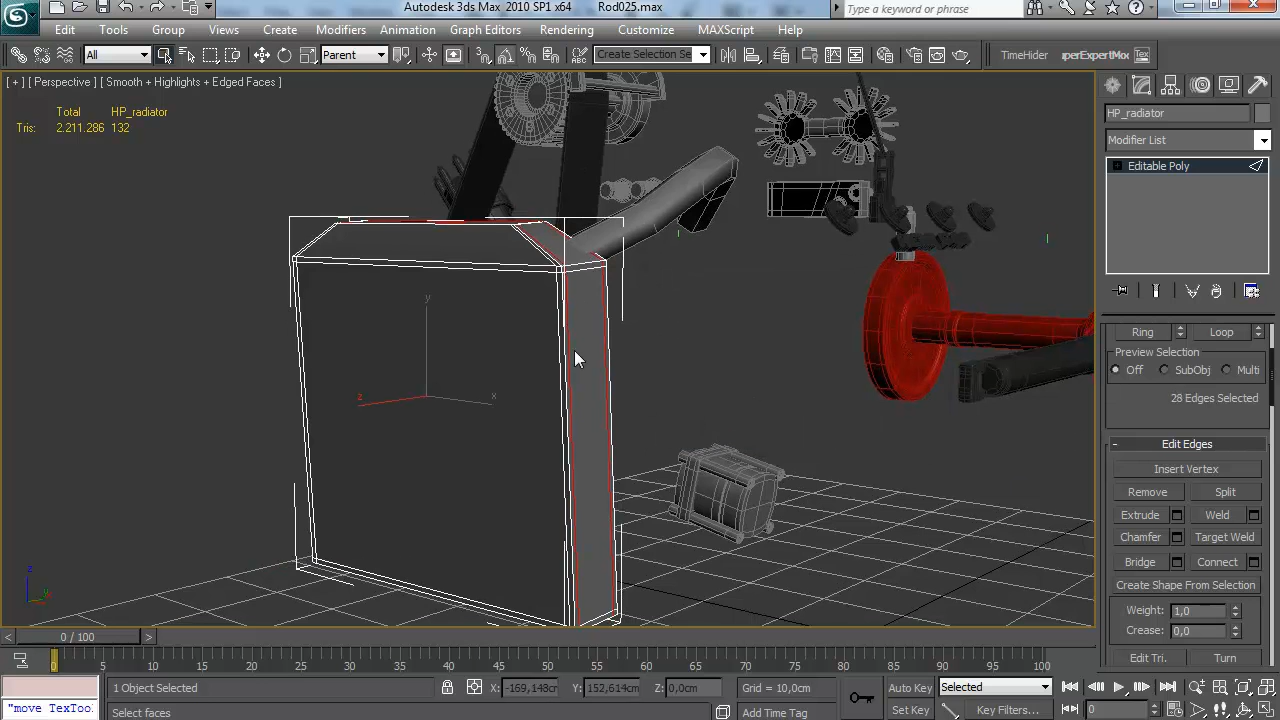 Autodesk 3ds Max 2010 SP1 x64 Rod025.max
Type a keyword or phrase
Edit Tools Group Views Create Modifiers Animation Graph Editors Rendering Customize MAXScript Help
All Parent Create Selection Se TimeHider aperExpertMo Tex
[ + ] [ Perspective ] [ Smooth + Highlights + Edged Faces ]
Total HP_radiator
Tris: 2.211.286 132
HP_radiator
Modifier List
Editable Poly
y
z x
Ring Loop
Preview Selection
Off SubObj Multi
28 Edges Selected
- Edit Edges
Insert Vertex
Remove Split
Extrude Weld
Chamfer Target Weld
Bridge Connect
Create Shape From Selection
Weight: 1,0
Crease: 0,0
Edit Tri. Turn
z
y
< 0 / 100 >
0 5 10 15 20 25 30 35 40 45 50 55 60 65 70 75 80 85 90 95 100
1 Object Selected X: -169,148cm Y: 152,614cm Z: 0,0cm Grid = 10,0cm Auto Key Selected
"move TexTool Select faces Add Time Tag Set Key Key Filters... 0